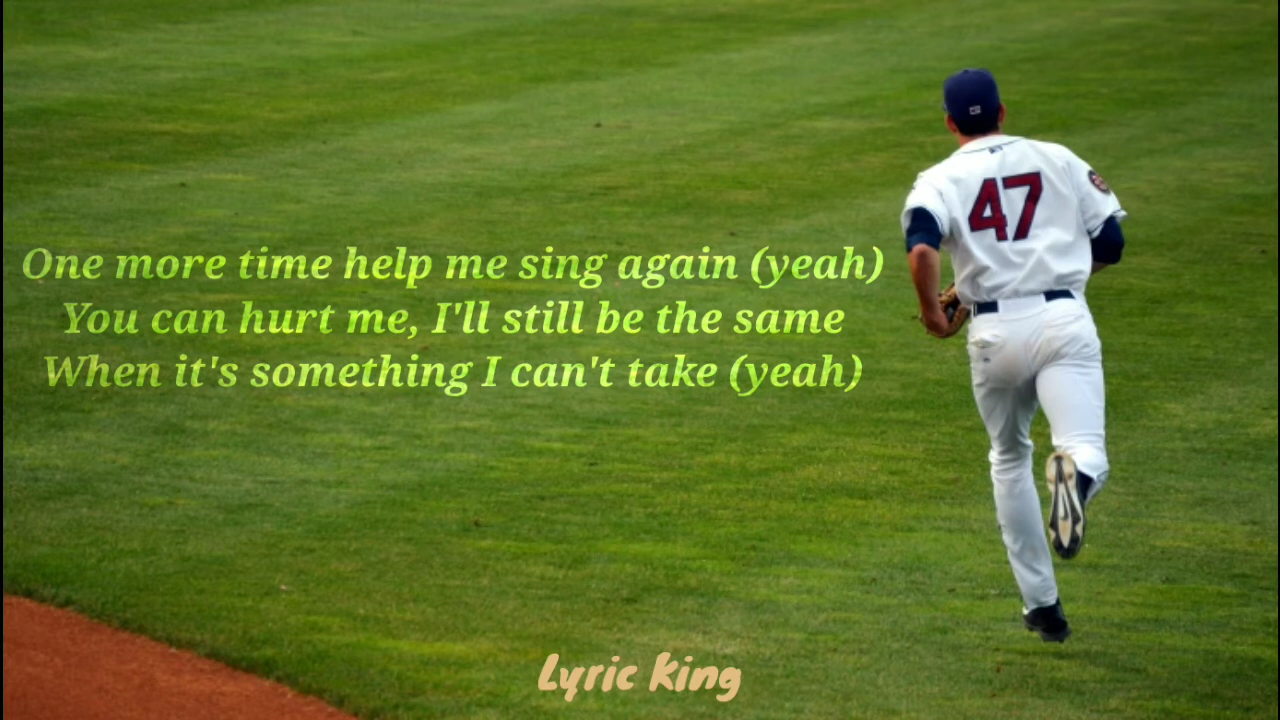 One more time help me sing again (yeah)
You can hurt me, I'll still be the same
When it's something I can't take (yeah)
47
Lyric King